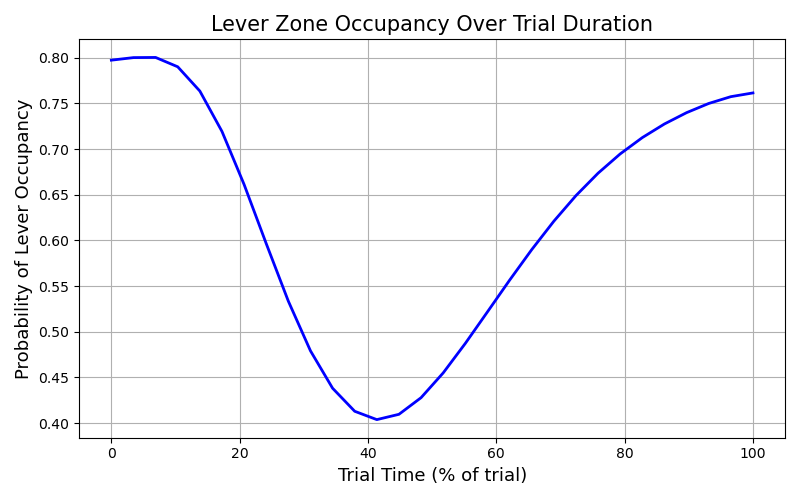 Lever Zone Occupancy Over Trial Duration
Probability of Lever Occupancy
0.80
0.75
0.70
0.65
0.60
0.55
0.50
0.45
0.40
0 20 40 60 80 100
Trial Time (% of trial)